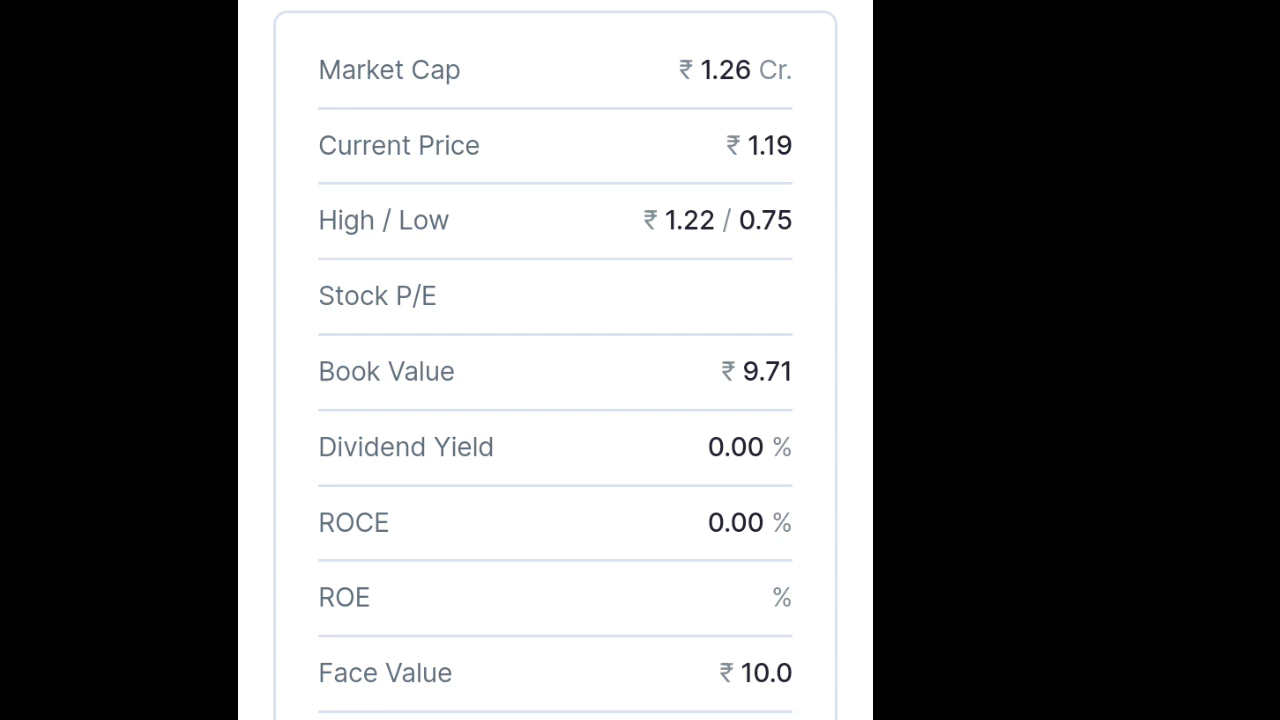 Market Cap ₹ 1.26 Cr.
Current Price ₹ 1.19
High / Low ₹ 1.22 / 0.75
Stock P/E
Book Value ₹ 9.71
Dividend Yield 0.00 %
ROCE 0.00 %
ROE %
Face Value ₹ 10.0